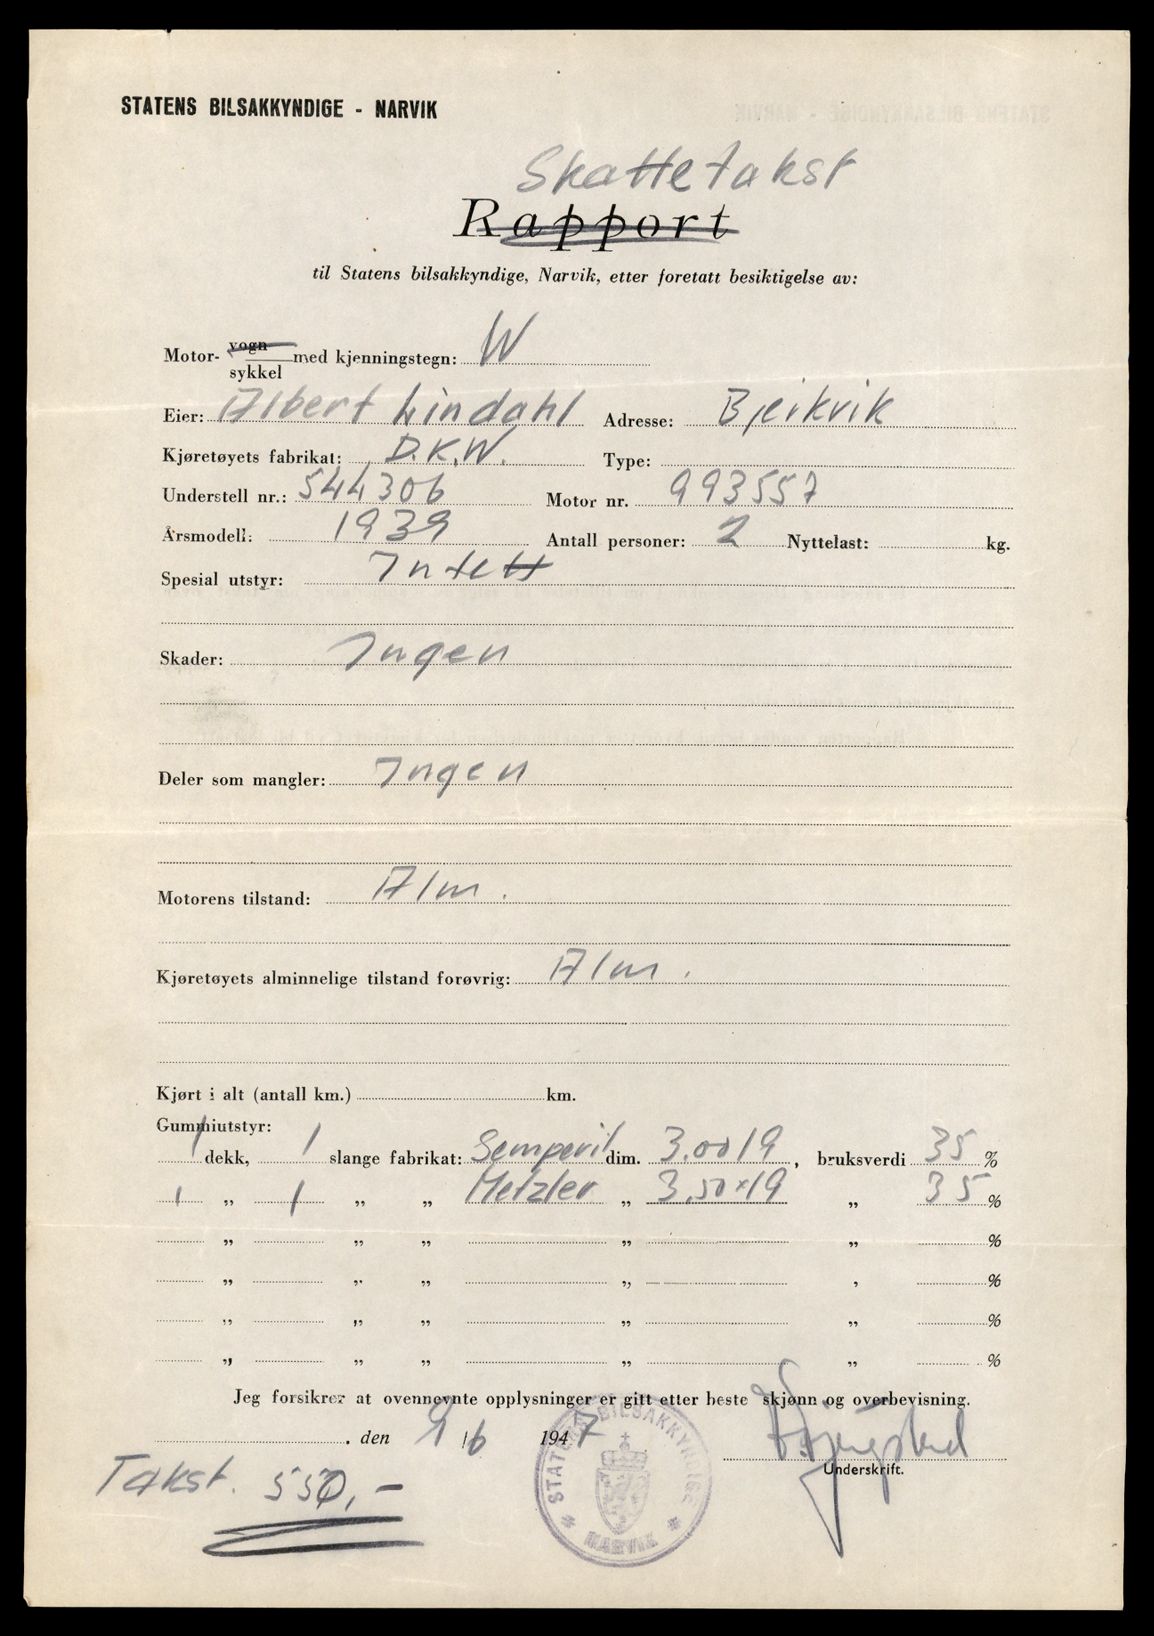 STATENS BILSAKKYNDIGE - NARVIK
Skattetakst
Rapport
til Statens bilsakkyndige, Narvik, etter foretatt besiktigelse av:
Motor- vogn
sykkel med kjenningstegn: W
Eier: Albert Lindahl Adresse: Bjeikvik
Kjøretøyets fabrikat: D.K.W. Type:
Understell nr.: 544306 Motor nr. 993557
Årsmodell: 1939 Antall personer: 2 Nyttelast: kg.
Spesial utstyr: Intett
Skader: Ingen
Deler som mangler: Ingen
Motorens tilstand: Alm.
Kjøretøyets alminnelige tilstand forøvrig: Alm.
Kjørt i alt (antall km.) km.
Gummiutstyr:
1 dekk, 1 slange fabrikat: Semperit dim. 3.00 19, bruksverdi 35 %
1 „ 1 „ „ Metzler „ 3,50 x 19 „ 35 %
„ „ „ „ „ %
„ „ „ „ , %
„ „ „ „ „ %
„ „ „ „ „ %
Jeg forsikrer at ovennevnte opplysninger er gitt etter beste skjønn og overbevisning.
. den 9/6 1947
Underskrift.
Takst. 550,-
STATENS BILSAKKYNDIGE
* NARVIK *